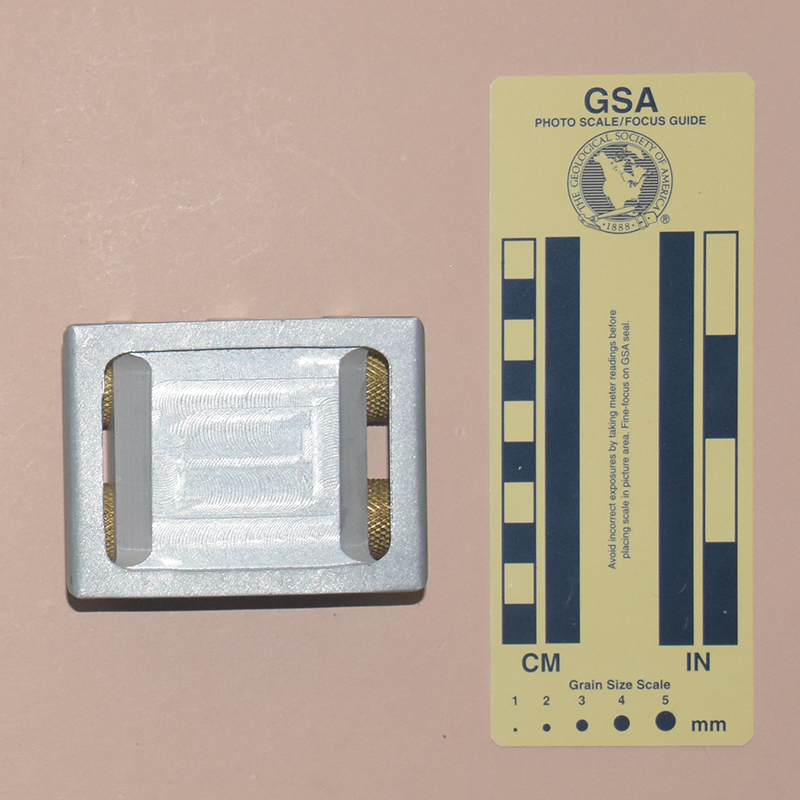 GSA
PHOTO SCALE/FOCUS GUIDE
THE GEOLOGICAL SOCIETY OF AMERICA
®
·1888·
Avoid incorrect exposures by taking meter readings before
placing scale in picture area. Fine-focus on GSA seal.
CM IN
Grain Size Scale
1 2 3 4 5
mm